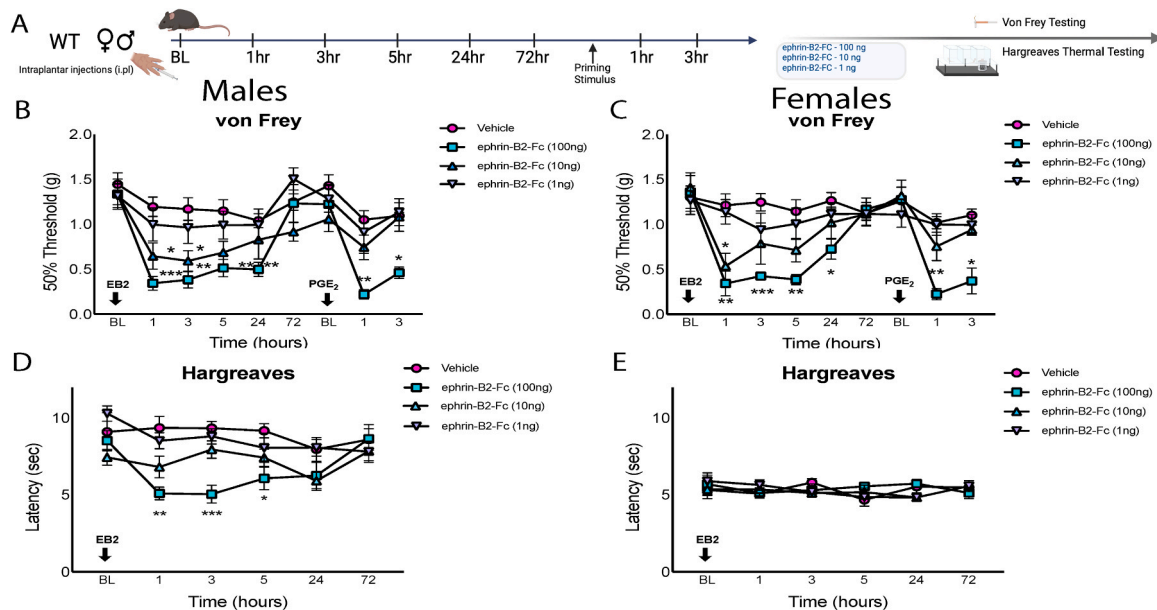 A
WT ♀♂
Intraplantar injections (i.pl)
BL 1hr 3hr 5hr 24hr 72hr 1hr 3hr
Priming
Stimulus
ephrin-B2-FC - 100 ng
ephrin-B2-FC - 10 ng
ephrin-B2-FC - 1 ng
Von Frey Testing
Hargreaves Thermal Testing
Males
B
von Frey
50% Threshold (g)
2.0
1.5
1.0
0.5
0.0
Vehicle
ephrin-B2-Fc (100ng)
ephrin-B2-Fc (10ng)
ephrin-B2-Fc (1ng)
* *
*** ** ** **
** *
EB2
PGE2
BL 1 3 5 24 72 BL 1 3
Time (hours)
Females
C
von Frey
50% Threshold (g)
2.0
1.5
1.0
0.5
0.0
Vehicle
ephrin-B2-Fc (100ng)
ephrin-B2-Fc (10ng)
ephrin-B2-Fc (1ng)
*
** *** ** *
** *
EB2
PGE2
BL 1 3 5 24 72 BL 1 3
Time (hours)
D
Hargreaves
Latency (sec)
10
5
0
Vehicle
ephrin-B2-Fc (100ng)
ephrin-B2-Fc (10ng)
ephrin-B2-Fc (1ng)
** *** *
EB2
BL 1 3 5 24 72
Time (hours)
E
Hargreaves
Latency (sec)
10
5
0
Vehicle
ephrin-B2-Fc (100ng)
ephrin-B2-Fc (10ng)
ephrin-B2-Fc (1ng)
EB2
BL 1 3 5 24 72
Time (hours)